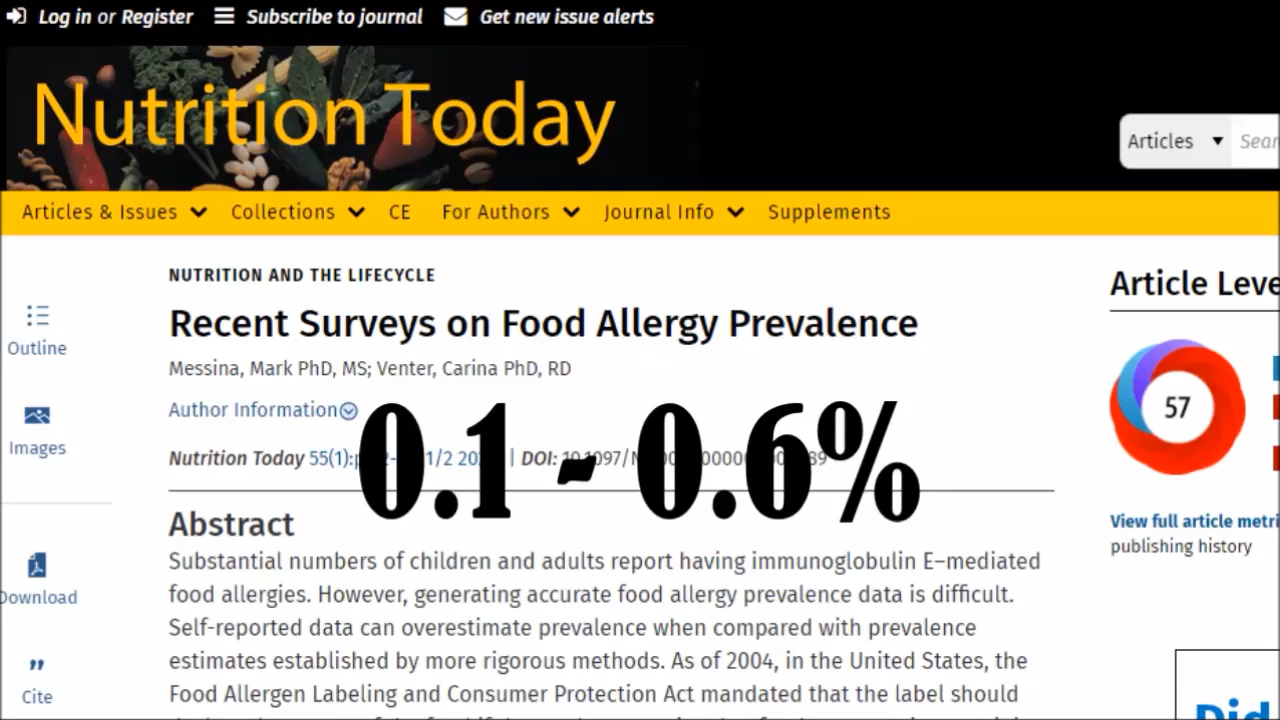 Log in or Register Subscribe to journal Get new issue alerts
Nutrition Today
Articles
Articles & Issues Collections CE For Authors Journal Info Supplements
NUTRITION AND THE LIFECYCLE
Recent Surveys on Food Allergy Prevalence
Messina, Mark PhD, MS; Venter, Carina PhD, RD
Author Information
0.1 - 0.6%
Nutrition Today 55(1):p | DOI:
Abstract
Substantial numbers of children and adults report having immunoglobulin E–mediated
food allergies. However, generating accurate food allergy prevalence data is difficult.
Self-reported data can overestimate prevalence when compared with prevalence
estimates established by more rigorous methods. As of 2004, in the United States, the
Food Allergen Labeling and Consumer Protection Act mandated that the label should
Outline
Images
Download
Cite
Article Leve
57
View full article metri
publishing history
Did